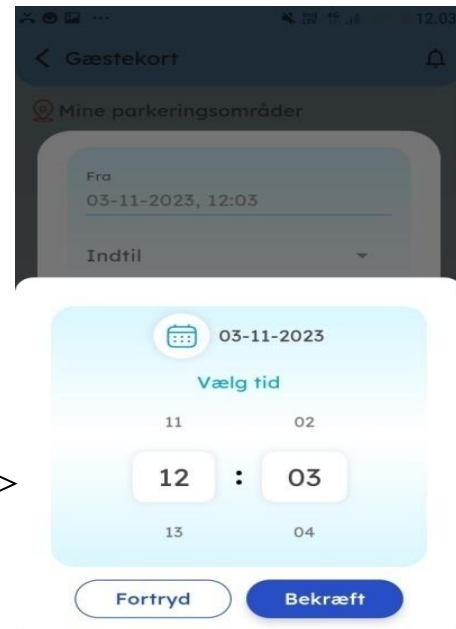 12.03
Gæstekort
Mine parkeringsområder
Fra
03-11-2023, 12:03
Indtil
03-11-2023
Vælg tid
11 02
12 : 03
13 04
>
Fortryd Bekræft